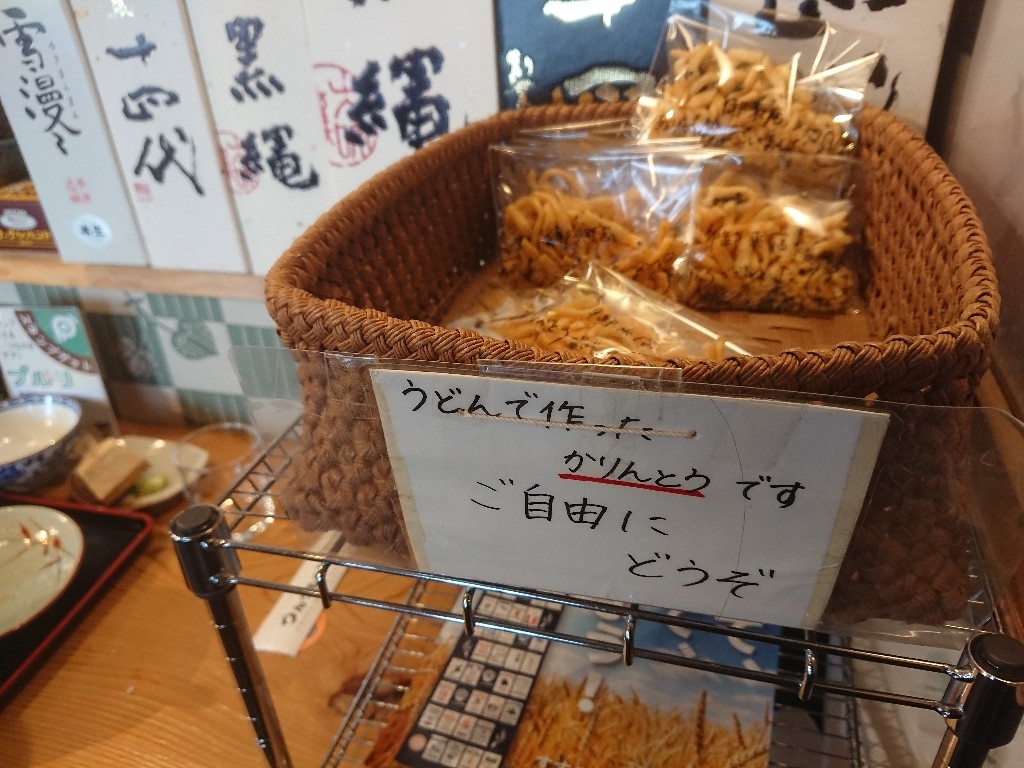 雪漫々
十四代
黒縄
縄
うどんで作った
かりんとう です
ご自由に
どうぞ